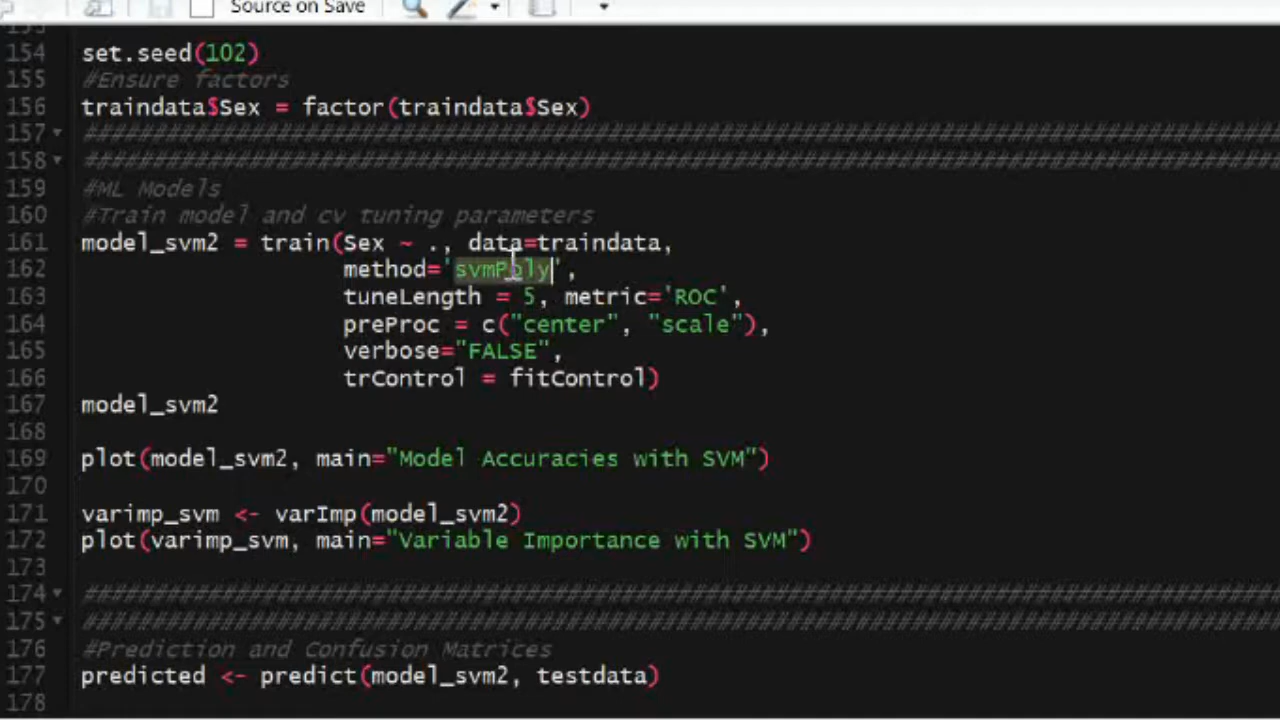 Source on Save
153
154 set.seed(102)
155 #Ensure factors
156 traindata$Sex = factor(traindata$Sex)
157 ################################################################################
158 ################################################################################
159 #ML Models
160 #Train model and cv tuning parameters
161 model_svm2 = train(Sex ~ ., data=traindata,
162 method='svmPoly',
163 tuneLength = 5, metric='ROC',
164 preProc = c("center", "scale"),
165 verbose="FALSE",
166 trControl = fitControl)
167 model_svm2
168
169 plot(model_svm2, main="Model Accuracies with SVM")
170
171 varimp_svm <- varImp(model_svm2)
172 plot(varimp_svm, main="Variable Importance with SVM")
173
174 ################################################################################
175 ################################################################################
176 #Prediction and Confusion Matrices
177 predicted <- predict(model_svm2, testdata)
178